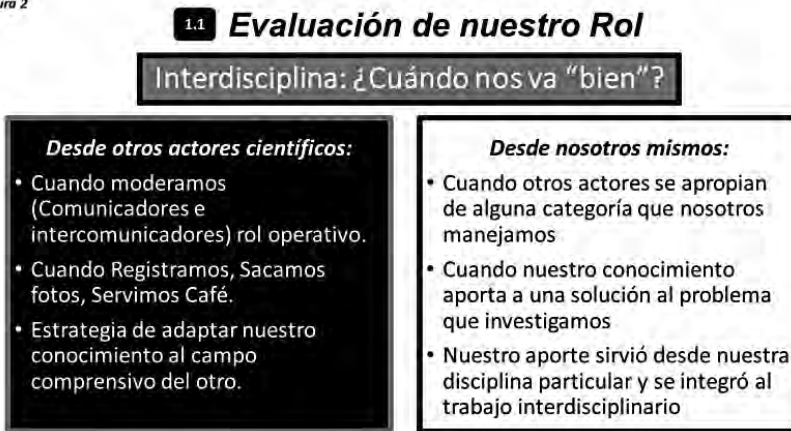 1.1 Evaluación de nuestro Rol
Interdisciplina: ¿Cuándo nos va “bien”?
Desde otros actores científicos:
• Cuando moderamos
(Comunicadores e
intercomunicadores) rol operativo.
• Cuando Registramos, Sacamos
fotos, Servimos Café.
• Estrategia de adaptar nuestro
conocimiento al campo
comprensivo del otro.
Desde nosotros mismos:
• Cuando otros actores se apropian
de alguna categoría que nosotros
manejamos
• Cuando nuestro conocimiento
aporta a una solución al problema
que investigamos
• Nuestro aporte sirvió desde nuestra
disciplina particular y se integró al
trabajo interdisciplinario